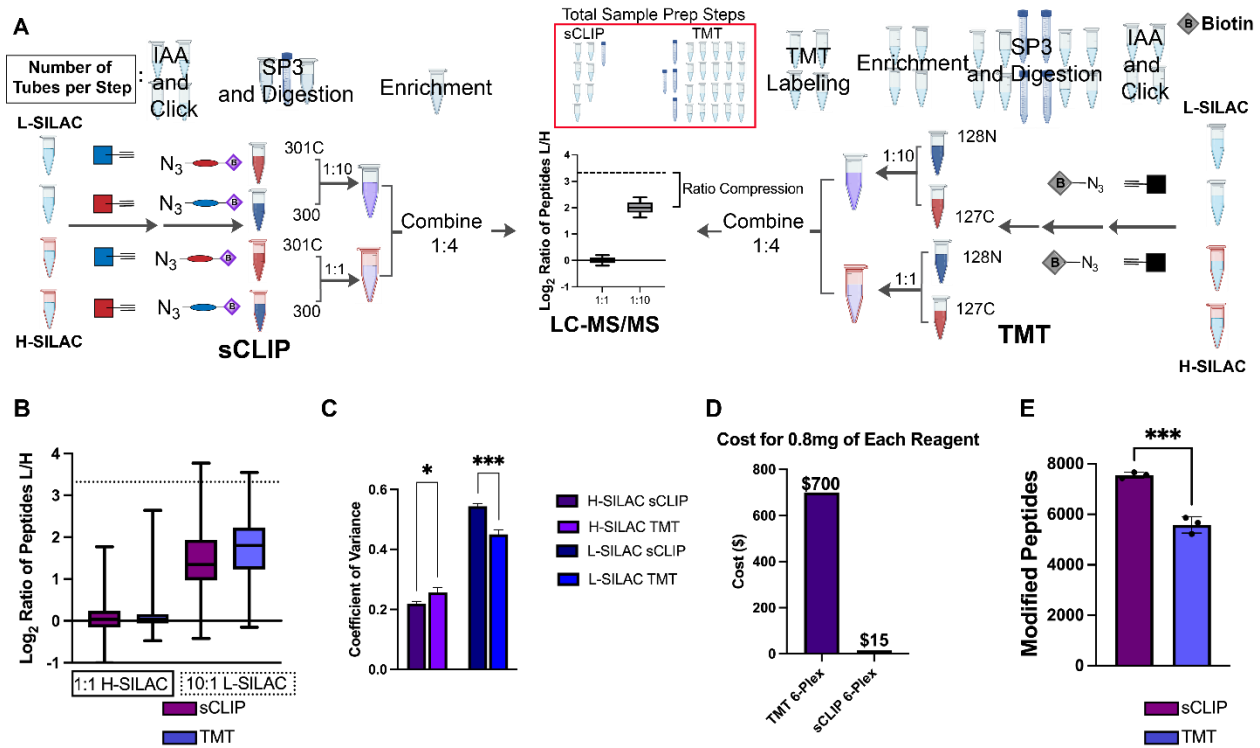 A
Total Sample Prep Steps
sCLIP
TMT
B Biotin
Number of
Tubes per Step
:
IAA
and
Click
SP3
and Digestion
Enrichment
TMT
Labeling
Enrichment
SP3
and Digestion
IAA
and
Click
L-SILAC
N3
B
301C
1:10
N3
B
300
N3
B
301C
1:1
N3
B
300
H-SILAC
sCLIP
Combine
1:4
Log2 Ratio of Peptides L/H
4
3
2
1
0
-1
1:1
1:10
Ratio Compression
LC-MS/MS
Combine
1:4
1:10
128N
127C
1:1
128N
127C
B N3
B N3
TMT
L-SILAC
H-SILAC
B
Log2 Ratio of Peptides L/H
4
3
2
1
0
-1
1:1 H-SILAC
10:1 L-SILAC
sCLIP
TMT
C
Coefficient of Variance
0.6
0.4
0.2
0.0
*
***
H-SILAC sCLIP
H-SILAC TMT
L-SILAC sCLIP
L-SILAC TMT
D
Cost for 0.8mg of Each Reagent
Cost ($)
800
600
400
200
0
$700
$15
TMT 6-Plex
sCLIP 6-Plex
E
Modified Peptides
8000
6000
4000
2000
0
***
sCLIP
TMT